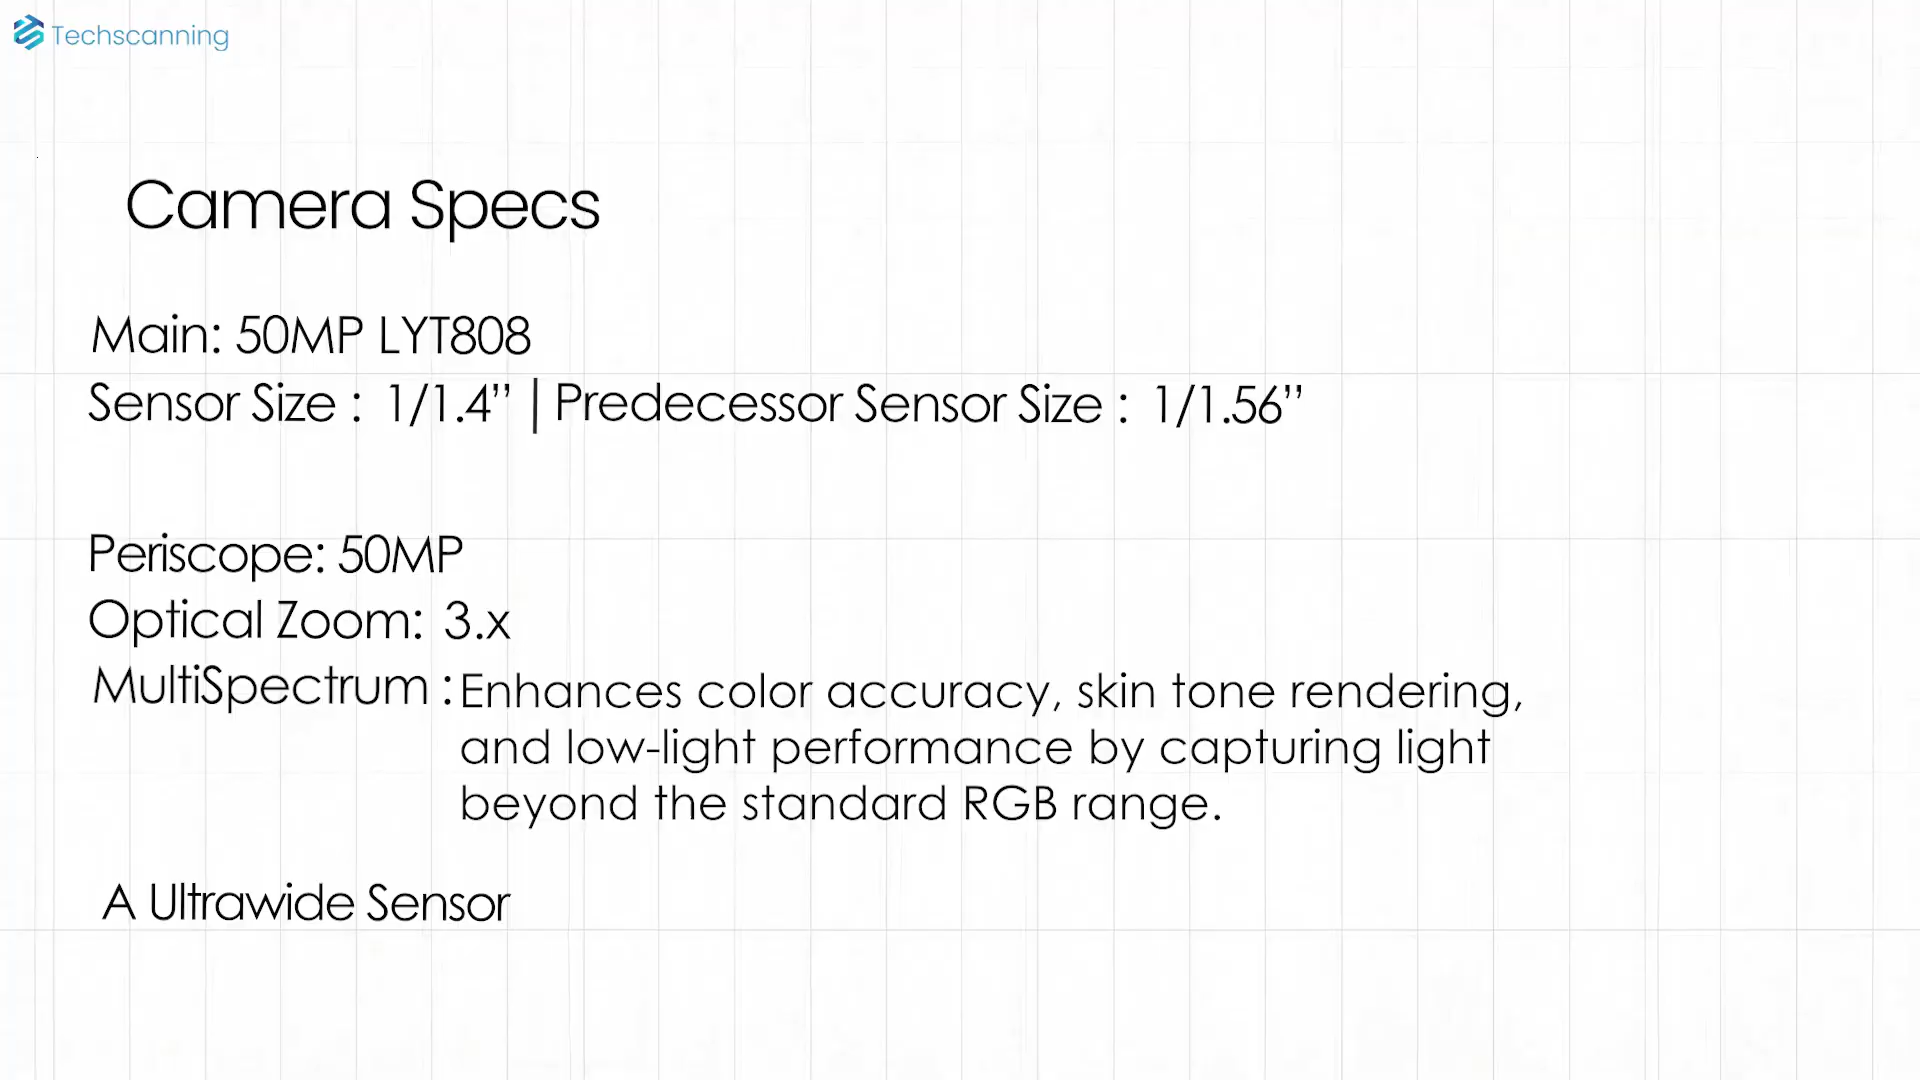 Techscanning
Camera Specs
Main: 50MP LYT808
Sensor Size : 1/1.4” | Predecessor Sensor Size : 1/1.56”
Periscope: 50MP
Optical Zoom: 3.x
MultiSpectrum : Enhances color accuracy, skin tone rendering,
and low-light performance by capturing light
beyond the standard RGB range.
A Ultrawide Sensor